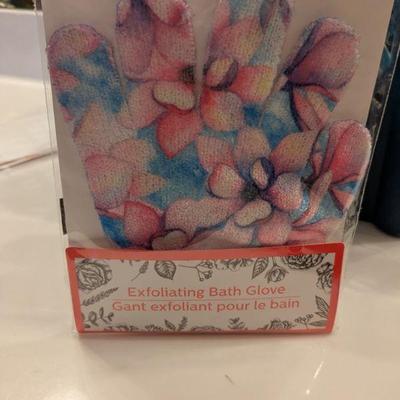 Exfoliating Bath Glove
Gant exfoliant pour le bain